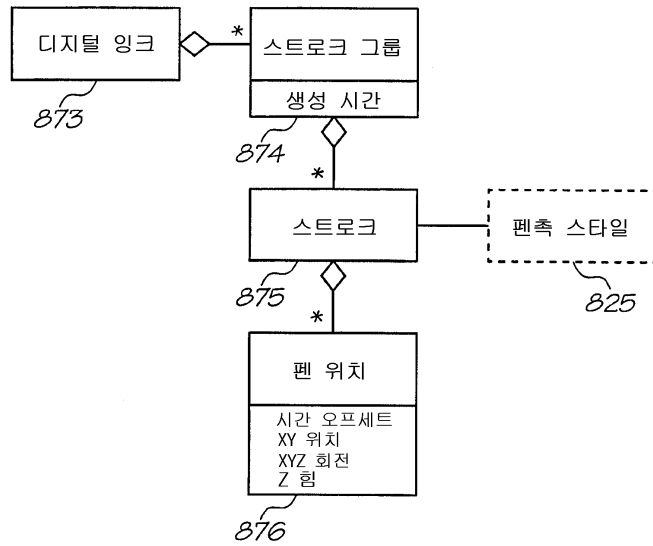 디지털 잉크
*
스트로크 그룹
생성 시간
873
874
*
스트로크
펜촉 스타일
875
825
*
펜 위치
시간 오프세트
XY 위치
XYZ 회전
Z 힘
876